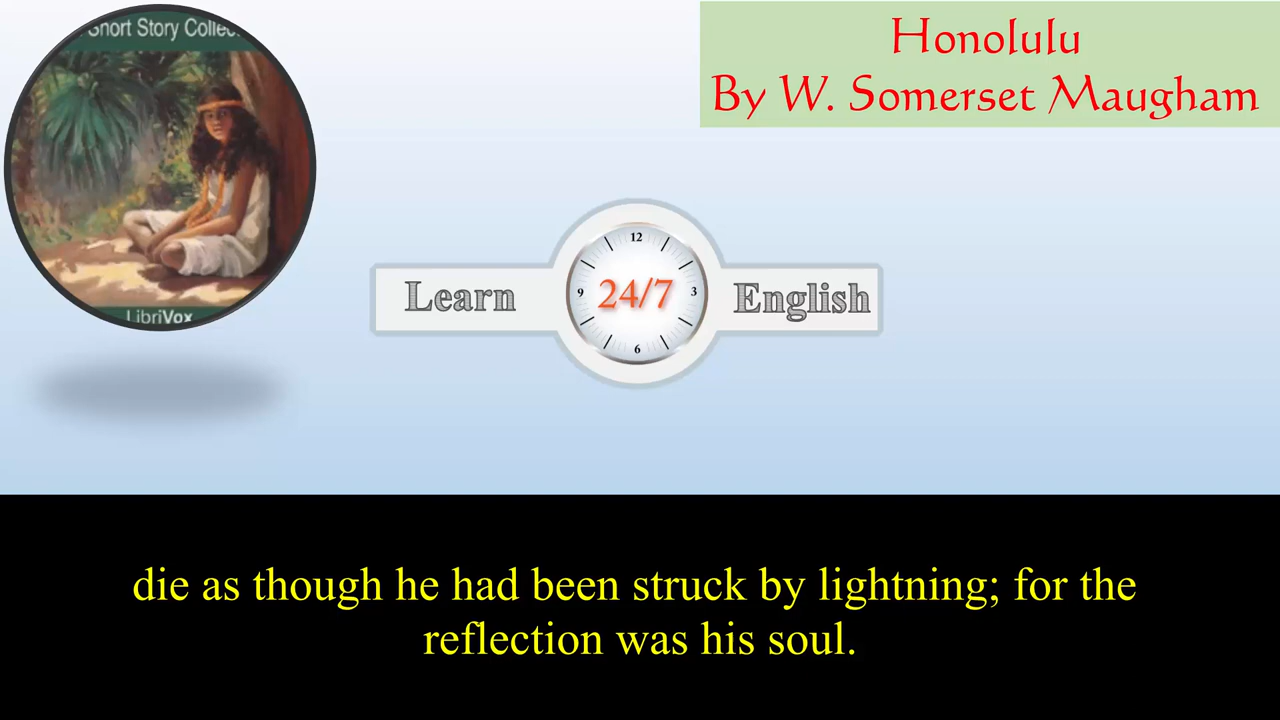 Short Story Collec
LibriVox
Honolulu
By W. Somerset Maugham
Learn
12
9
24/7
3
6
English
die as though he had been struck by lightning; for the
reflection was his soul.